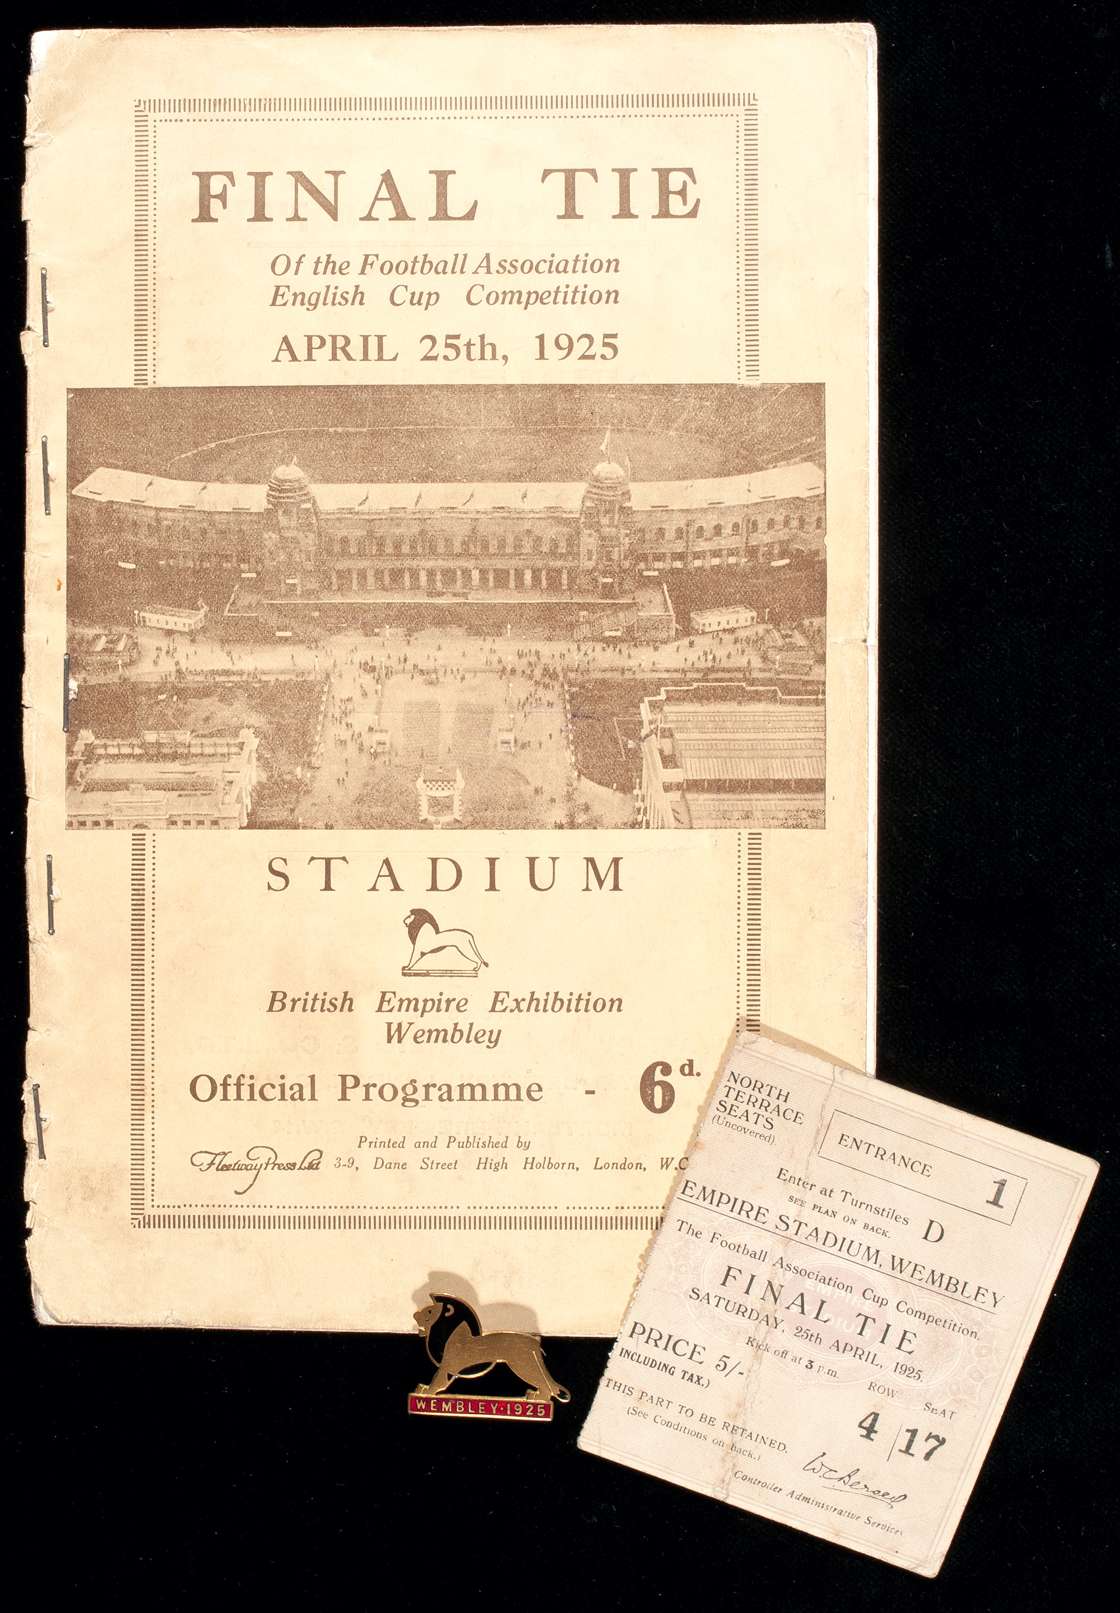 FINAL TIE
Of the Football Association
English Cup Competition
APRIL 25th, 1925
STADIUM
British Empire Exhibition
Wembley
Official Programme - 6d.
Printed and Published by
Fleetway Press Ltd 3-9, Dane Street High Holborn, London, W.C
WEMBLEY·1925
NORTH
TERRACE
SEATS
(Uncovered)
ENTRANCE 1
Enter at Turnstiles D
SEE PLAN ON BACK.
EMPIRE STADIUM, WEMBLEY
The Football Association Cup Competition.
FINAL TIE
SATURDAY, 25th APRIL, 1925.
Kick off at 3 p.m.
PRICE 5/-
INCLUDING TAX.)
ROW SEAT
4 17
THIS PART TO BE RETAINED.
(See Conditions on back.)
Controller Administrative Services